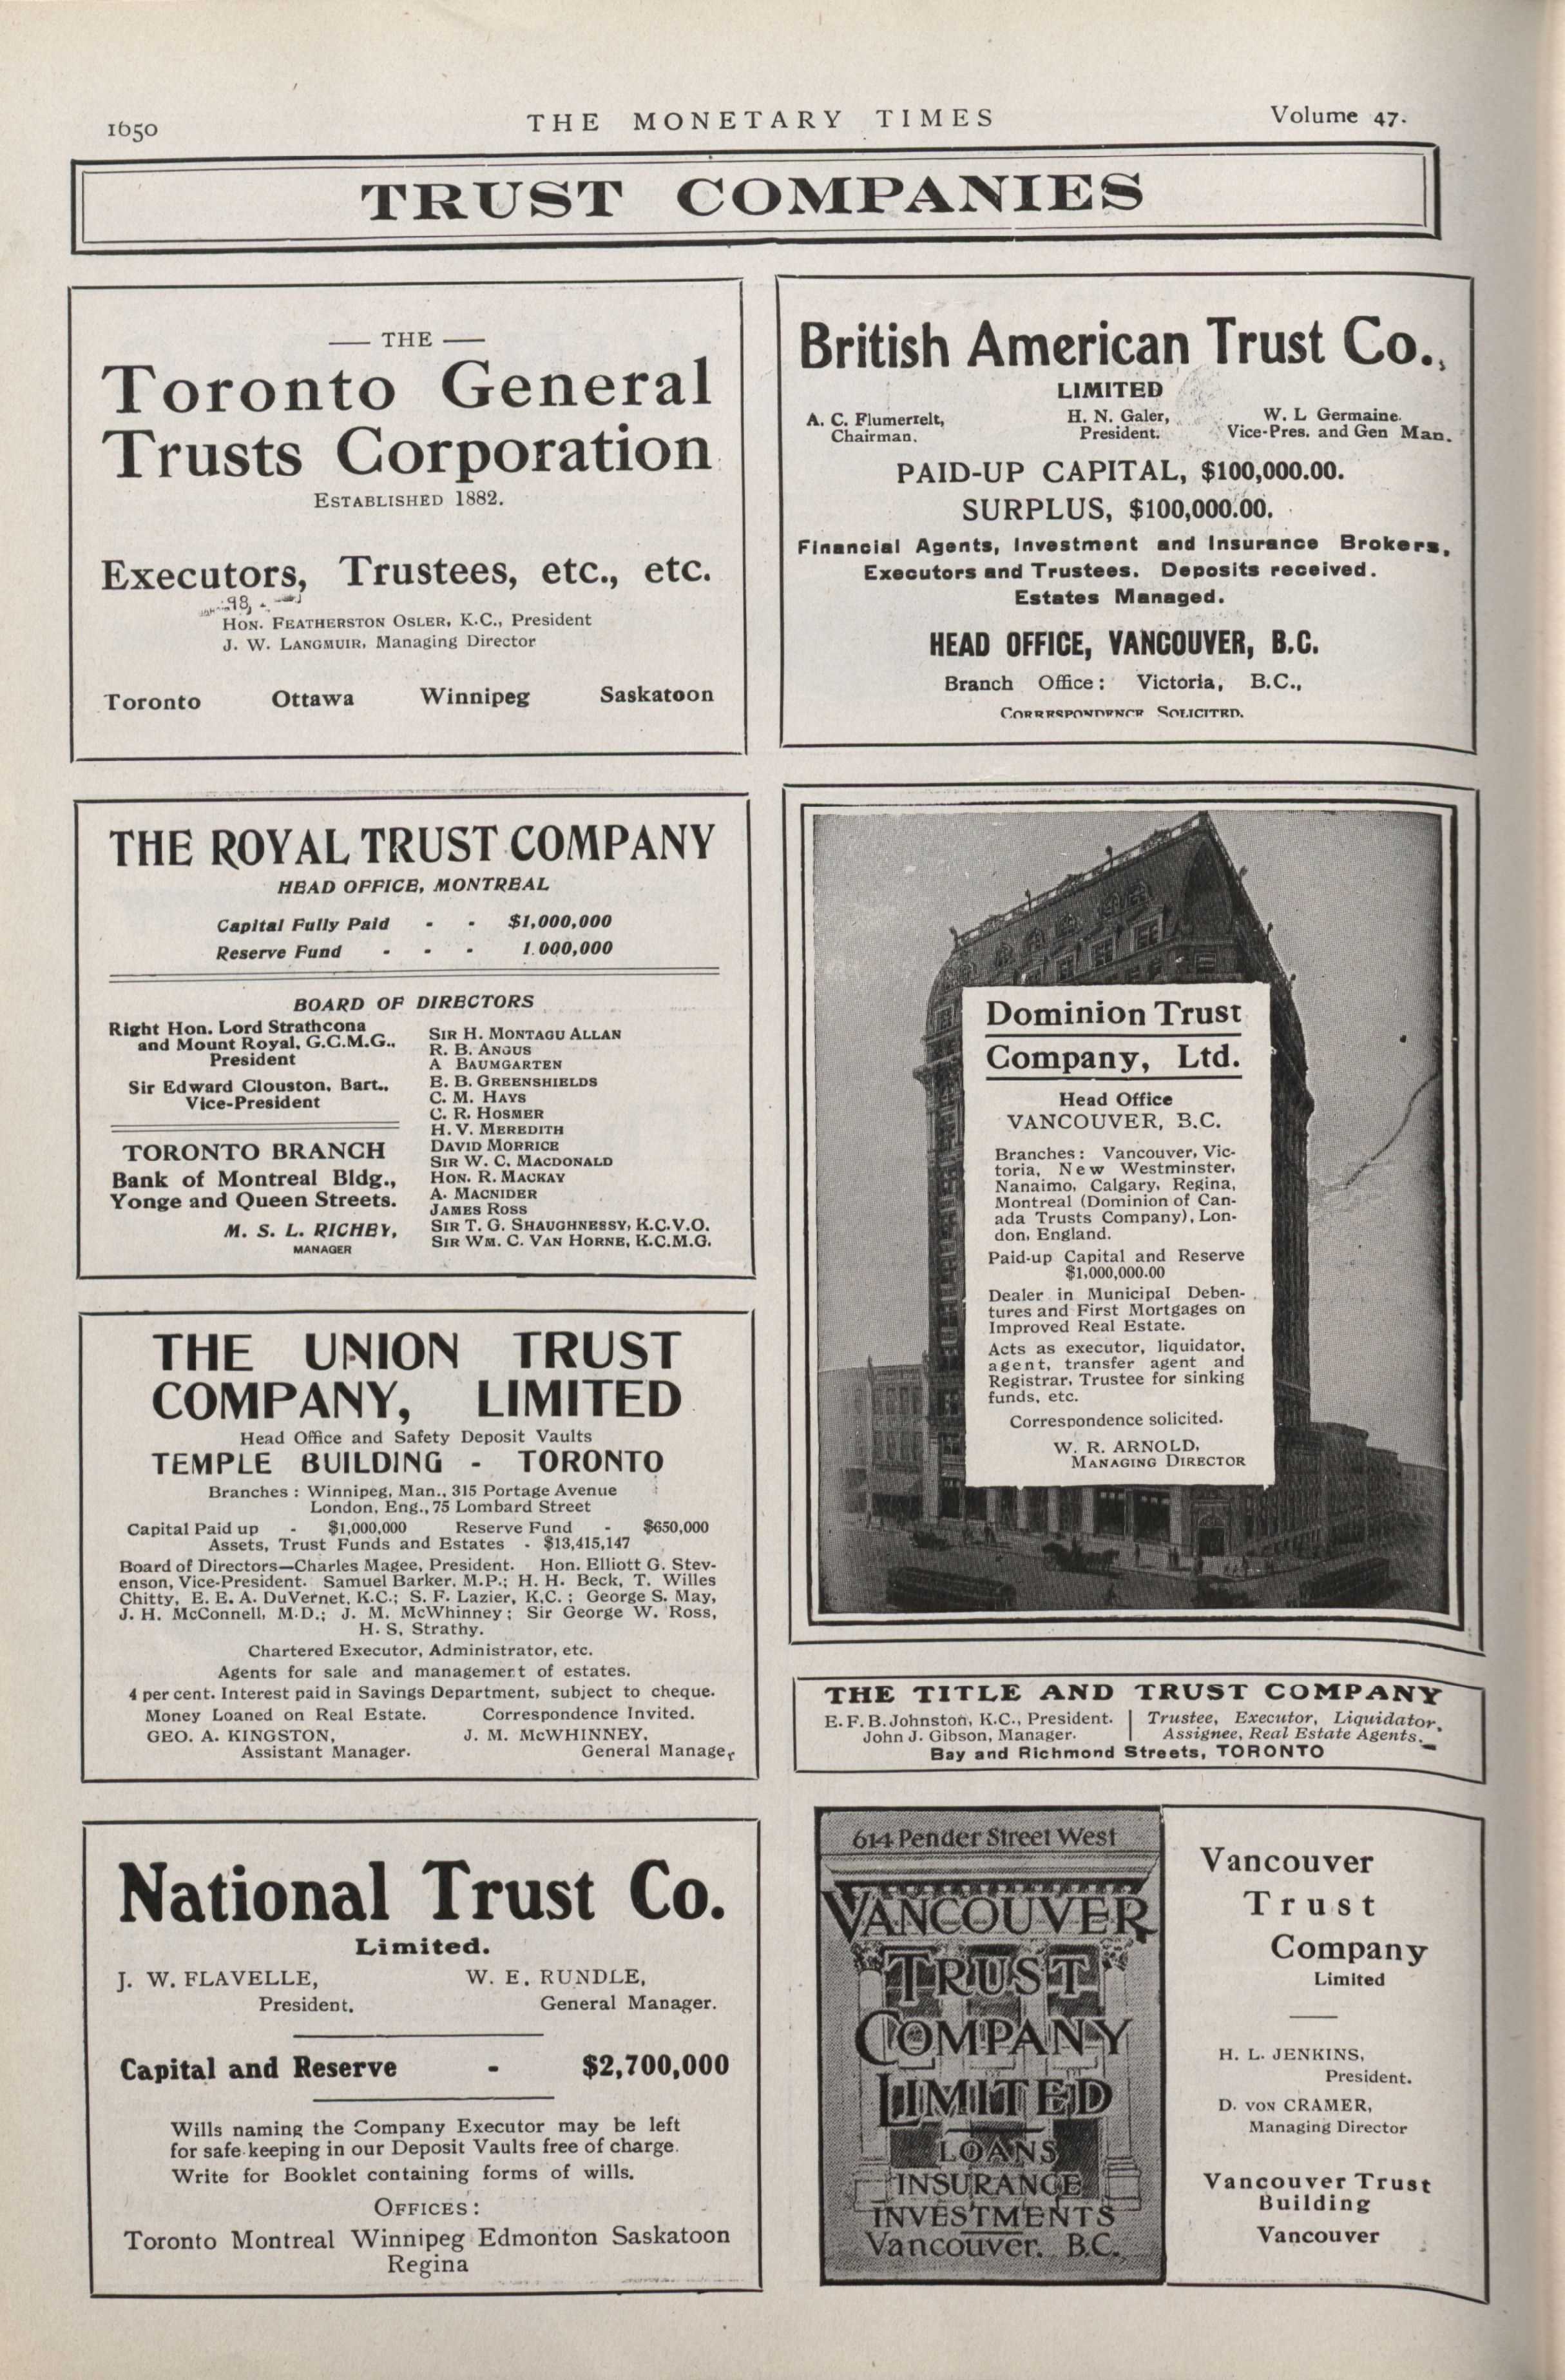 1650
THE MONETARY TIMES
Volume 47.
TRUST COMPANIES
— THE —
Toronto General
Trusts Corporation
ESTABLISHED 1882.
Executors, Trustees, etc., etc.
HON. FEATHERSTON OSLER, K.C., President
J. W. LANGMUIR, Managing Director
Toronto Ottawa Winnipeg Saskatoon
British American Trust Co.,
LIMITED
A. C. Flumerfelt, H. N. Galer, W. L Germaine.
Chairman. President. Vice-Pres. and Gen Man.
PAID-UP CAPITAL, $100,000.00.
SURPLUS, $100,000.00.
Financial Agents, Investment and Insurance Brokers,
Executors and Trustees. Deposits received.
Estates Managed.
HEAD OFFICE, VANCOUVER, B.C.
Branch Office: Victoria, B.C.,
CORRESPONDENCE SOLICITED.
THE ROYAL TRUST COMPANY
HEAD OFFICE, MONTREAL
Capital Fully Paid - - $1,000,000
Reserve Fund - - - 1.000,000
BOARD OF DIRECTORS
Right Hon. Lord Strathcona
and Mount Royal, G.C.M.G.,
President
Sir Edward Clouston, Bart.,
Vice-President
TORONTO BRANCH
Bank of Montreal Bldg.,
Yonge and Queen Streets.
M. S. L. RICHEY,
MANAGER
SIR H. MONTAGU ALLAN
R. B. ANGUS
A BAUMGARTEN
E. B. GREENSHIELDS
C. M. HAYS
C. R. HOSMER
H. V. MEREDITH
DAVID MORRICE
SIR W. C. MACDONALD
HON. R. MACKAY
A. MACNIDER
JAMES ROSS
SIR T. G. SHAUGHNESSY, K.C.V.O.
SIR WM. C. VAN HORNE, K.C.M.G.
Dominion Trust
Company, Ltd.
Head Office
VANCOUVER, B.C.
Branches: Vancouver, Vic-
toria, New Westminster,
Nanaimo, Calgary, Regina,
Montreal (Dominion of Can-
ada Trusts Company), Lon-
don, England.
Paid-up Capital and Reserve
$1,000,000.00
Dealer in Municipal Deben-
tures and First Mortgages on
Improved Real Estate.
Acts as executor, liquidator,
agent, transfer agent and
Registrar, Trustee for sinking
funds, etc.
Correspondence solicited.
W. R. ARNOLD,
MANAGING DIRECTOR
THE UNION TRUST
COMPANY, LIMITED
Head Office and Safety Deposit Vaults
TEMPLE BUILDING - TORONTO
Branches: Winnipeg, Man., 315 Portage Avenue
London, Eng., 75 Lombard Street
Capital Paid up - $1,000,000 Reserve Fund - $650,000
Assets, Trust Funds and Estates - $13,415,147
Board of Directors—Charles Magee, President. Hon. Elliott G. Stev-
enson, Vice-President. Samuel Barker, M.P.; H. H. Beck, T. Willes
Chitty, E. E. A. DuVernet, K.C.; S. F. Lazier, K.C.; George S. May,
J. H. McConnell, M.D.; J. M. McWhinney; Sir George W. Ross,
H. S. Strathy.
Chartered Executor, Administrator, etc.
Agents for sale and management of estates.
4 per cent. Interest paid in Savings Department, subject to cheque.
Money Loaned on Real Estate. Correspondence Invited.
GEO. A. KINGSTON, J. M. McWHINNEY,
Assistant Manager. General Manager
THE TITLE AND TRUST COMPANY
E. F. B. Johnston, K.C., President. | Trustee, Executor, Liquidator,
John J. Gibson, Manager. | Assignee, Real Estate Agents.
Bay and Richmond Streets, TORONTO
National Trust Co.
Limited.
J. W. FLAVELLE, W. E. RUNDLE,
President. General Manager.
Capital and Reserve - $2,700,000
Wills naming the Company Executor may be left
for safe keeping in our Deposit Vaults free of charge.
Write for Booklet containing forms of wills.
OFFICES:
Toronto Montreal Winnipeg Edmonton Saskatoon
Regina
614 Pender Street West
VANCOUVER
TRUST
COMPANY
LIMITED
LOANS
INSURANCE
INVESTMENTS
Vancouver. B.C.
Vancouver
Trust
Company
Limited
H. L. JENKINS,
President.
D. VON CRAMER,
Managing Director
Vancouver Trust
Building
Vancouver